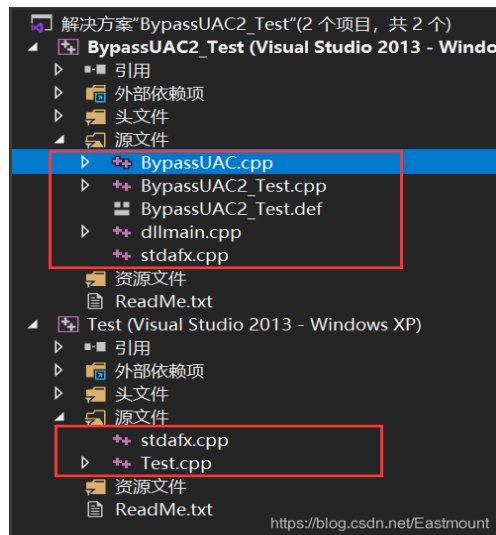 解决方案"BypassUAC2_Test"(2 个项目，共 2 个)
BypassUAC2_Test (Visual Studio 2013 - Windo
引用
外部依赖项
头文件
源文件
BypassUAC.cpp
BypassUAC2_Test.cpp
BypassUAC2_Test.def
dllmain.cpp
stdafx.cpp
资源文件
ReadMe.txt
Test (Visual Studio 2013 - Windows XP)
引用
外部依赖项
头文件
源文件
stdafx.cpp
Test.cpp
资源文件
ReadMe.txt
https://blog.csdn.net/Eastmount